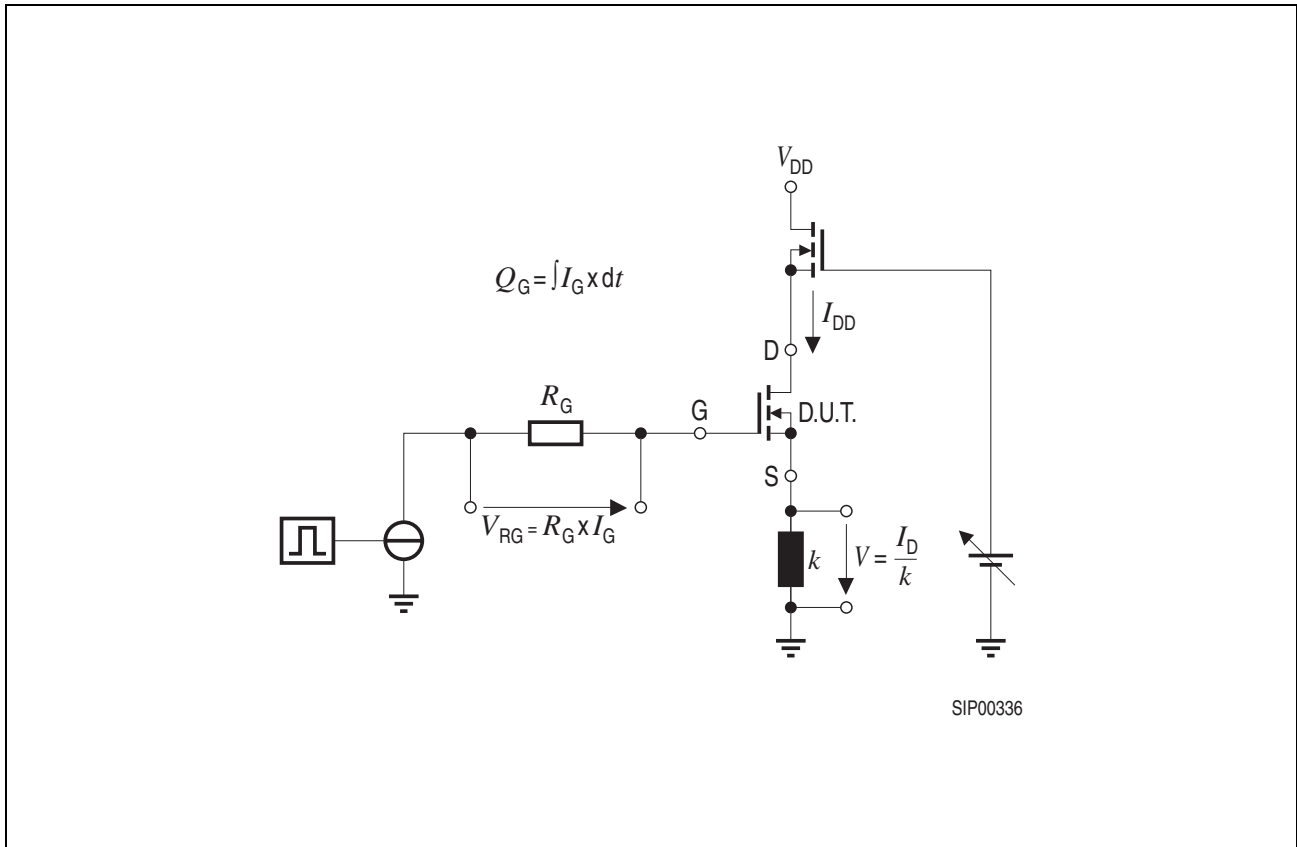 V_DD
Q_G = ∫ I_G x dt
I_DD
D
R_G
G
D.U.T.
S
V_RG = R_G x I_G
k
V = I_D / k
SIP00336